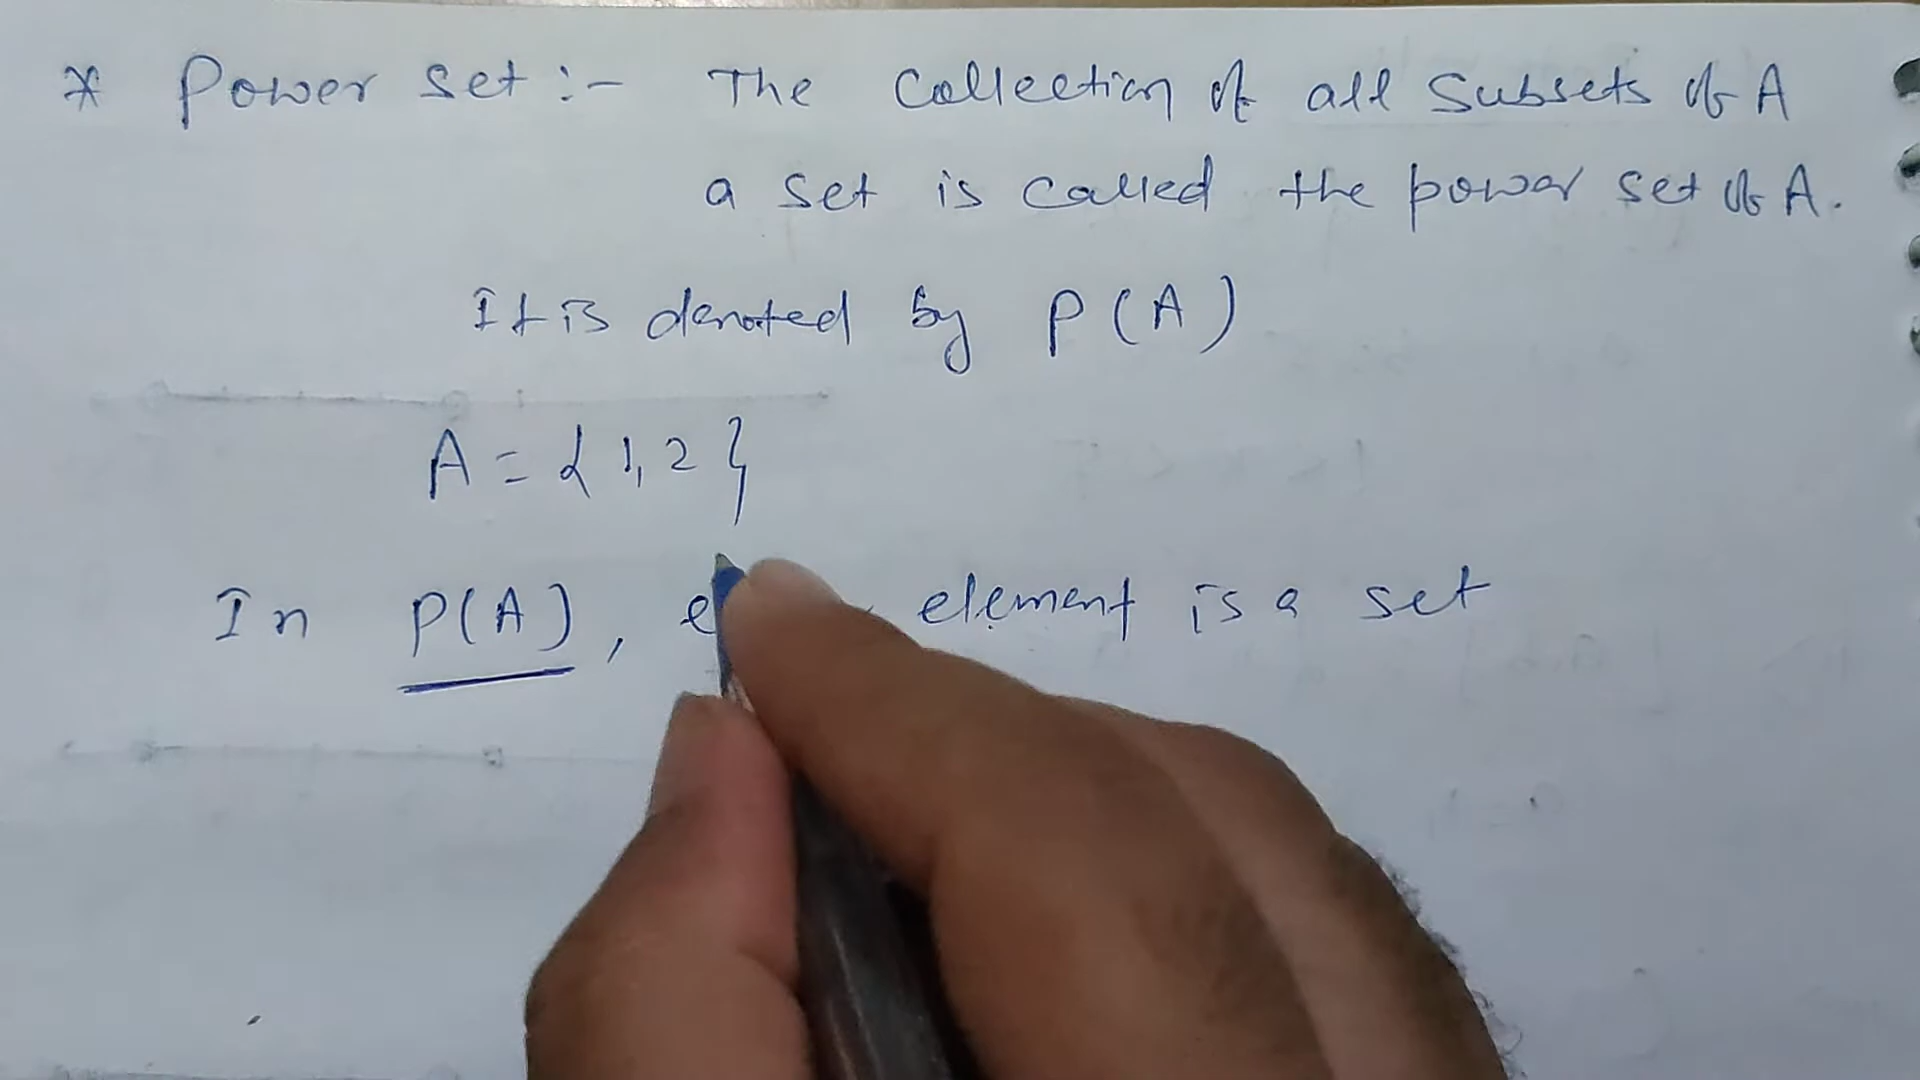 * Power set :- The Collection of all Subsets of A
a set is called the power set of A.
It is denoted by P(A)
A = { 1, 2 }
In P(A), element is a set